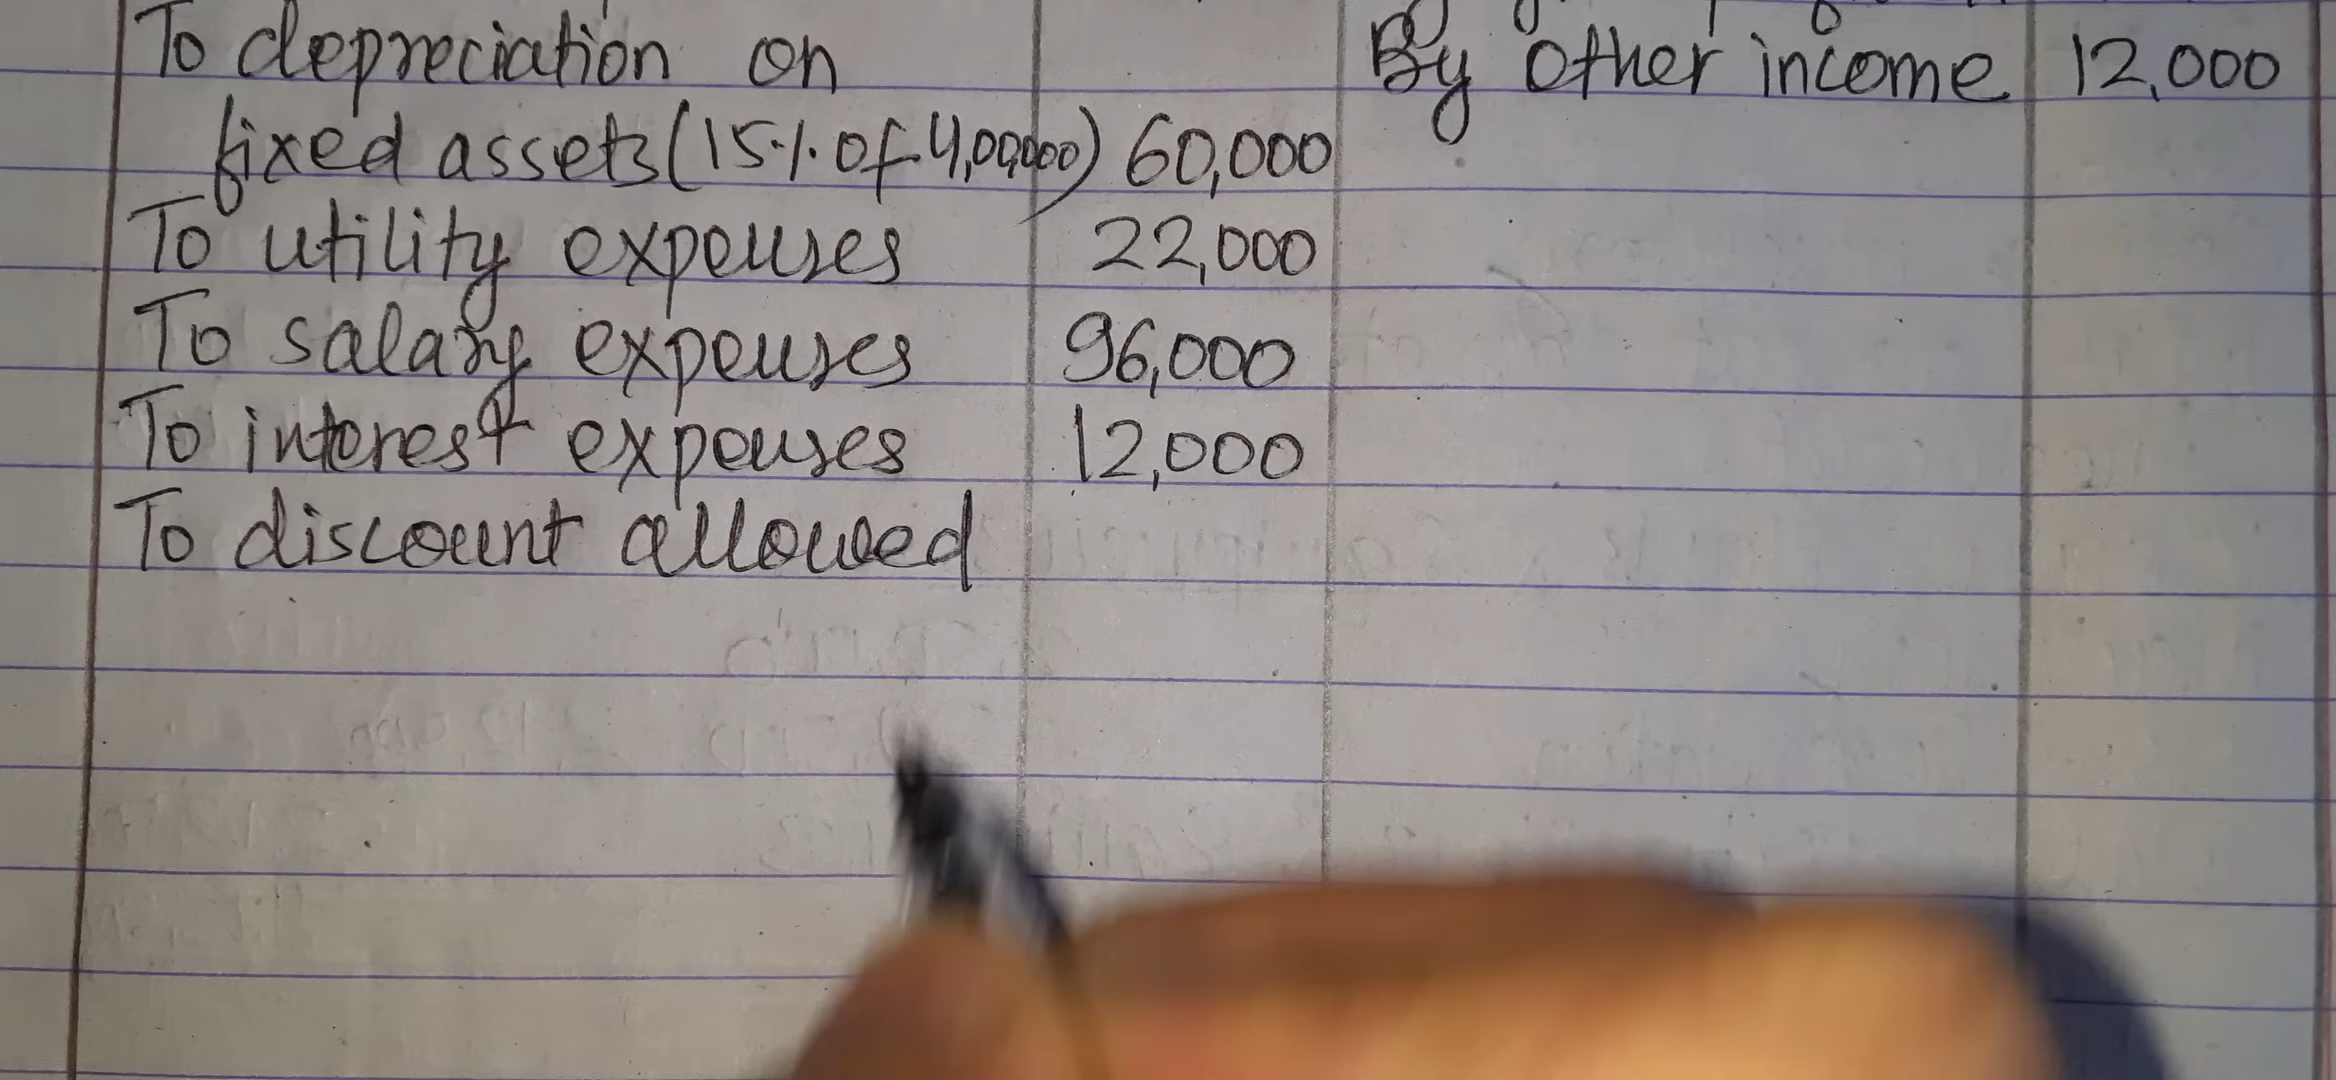 To depreciation on By other income 12,000
fixed assets (15% of 4,00,000) 60,000
To utility expenses 22,000
To salary expenses 96,000
To interest expenses 12,000
To discount allowed